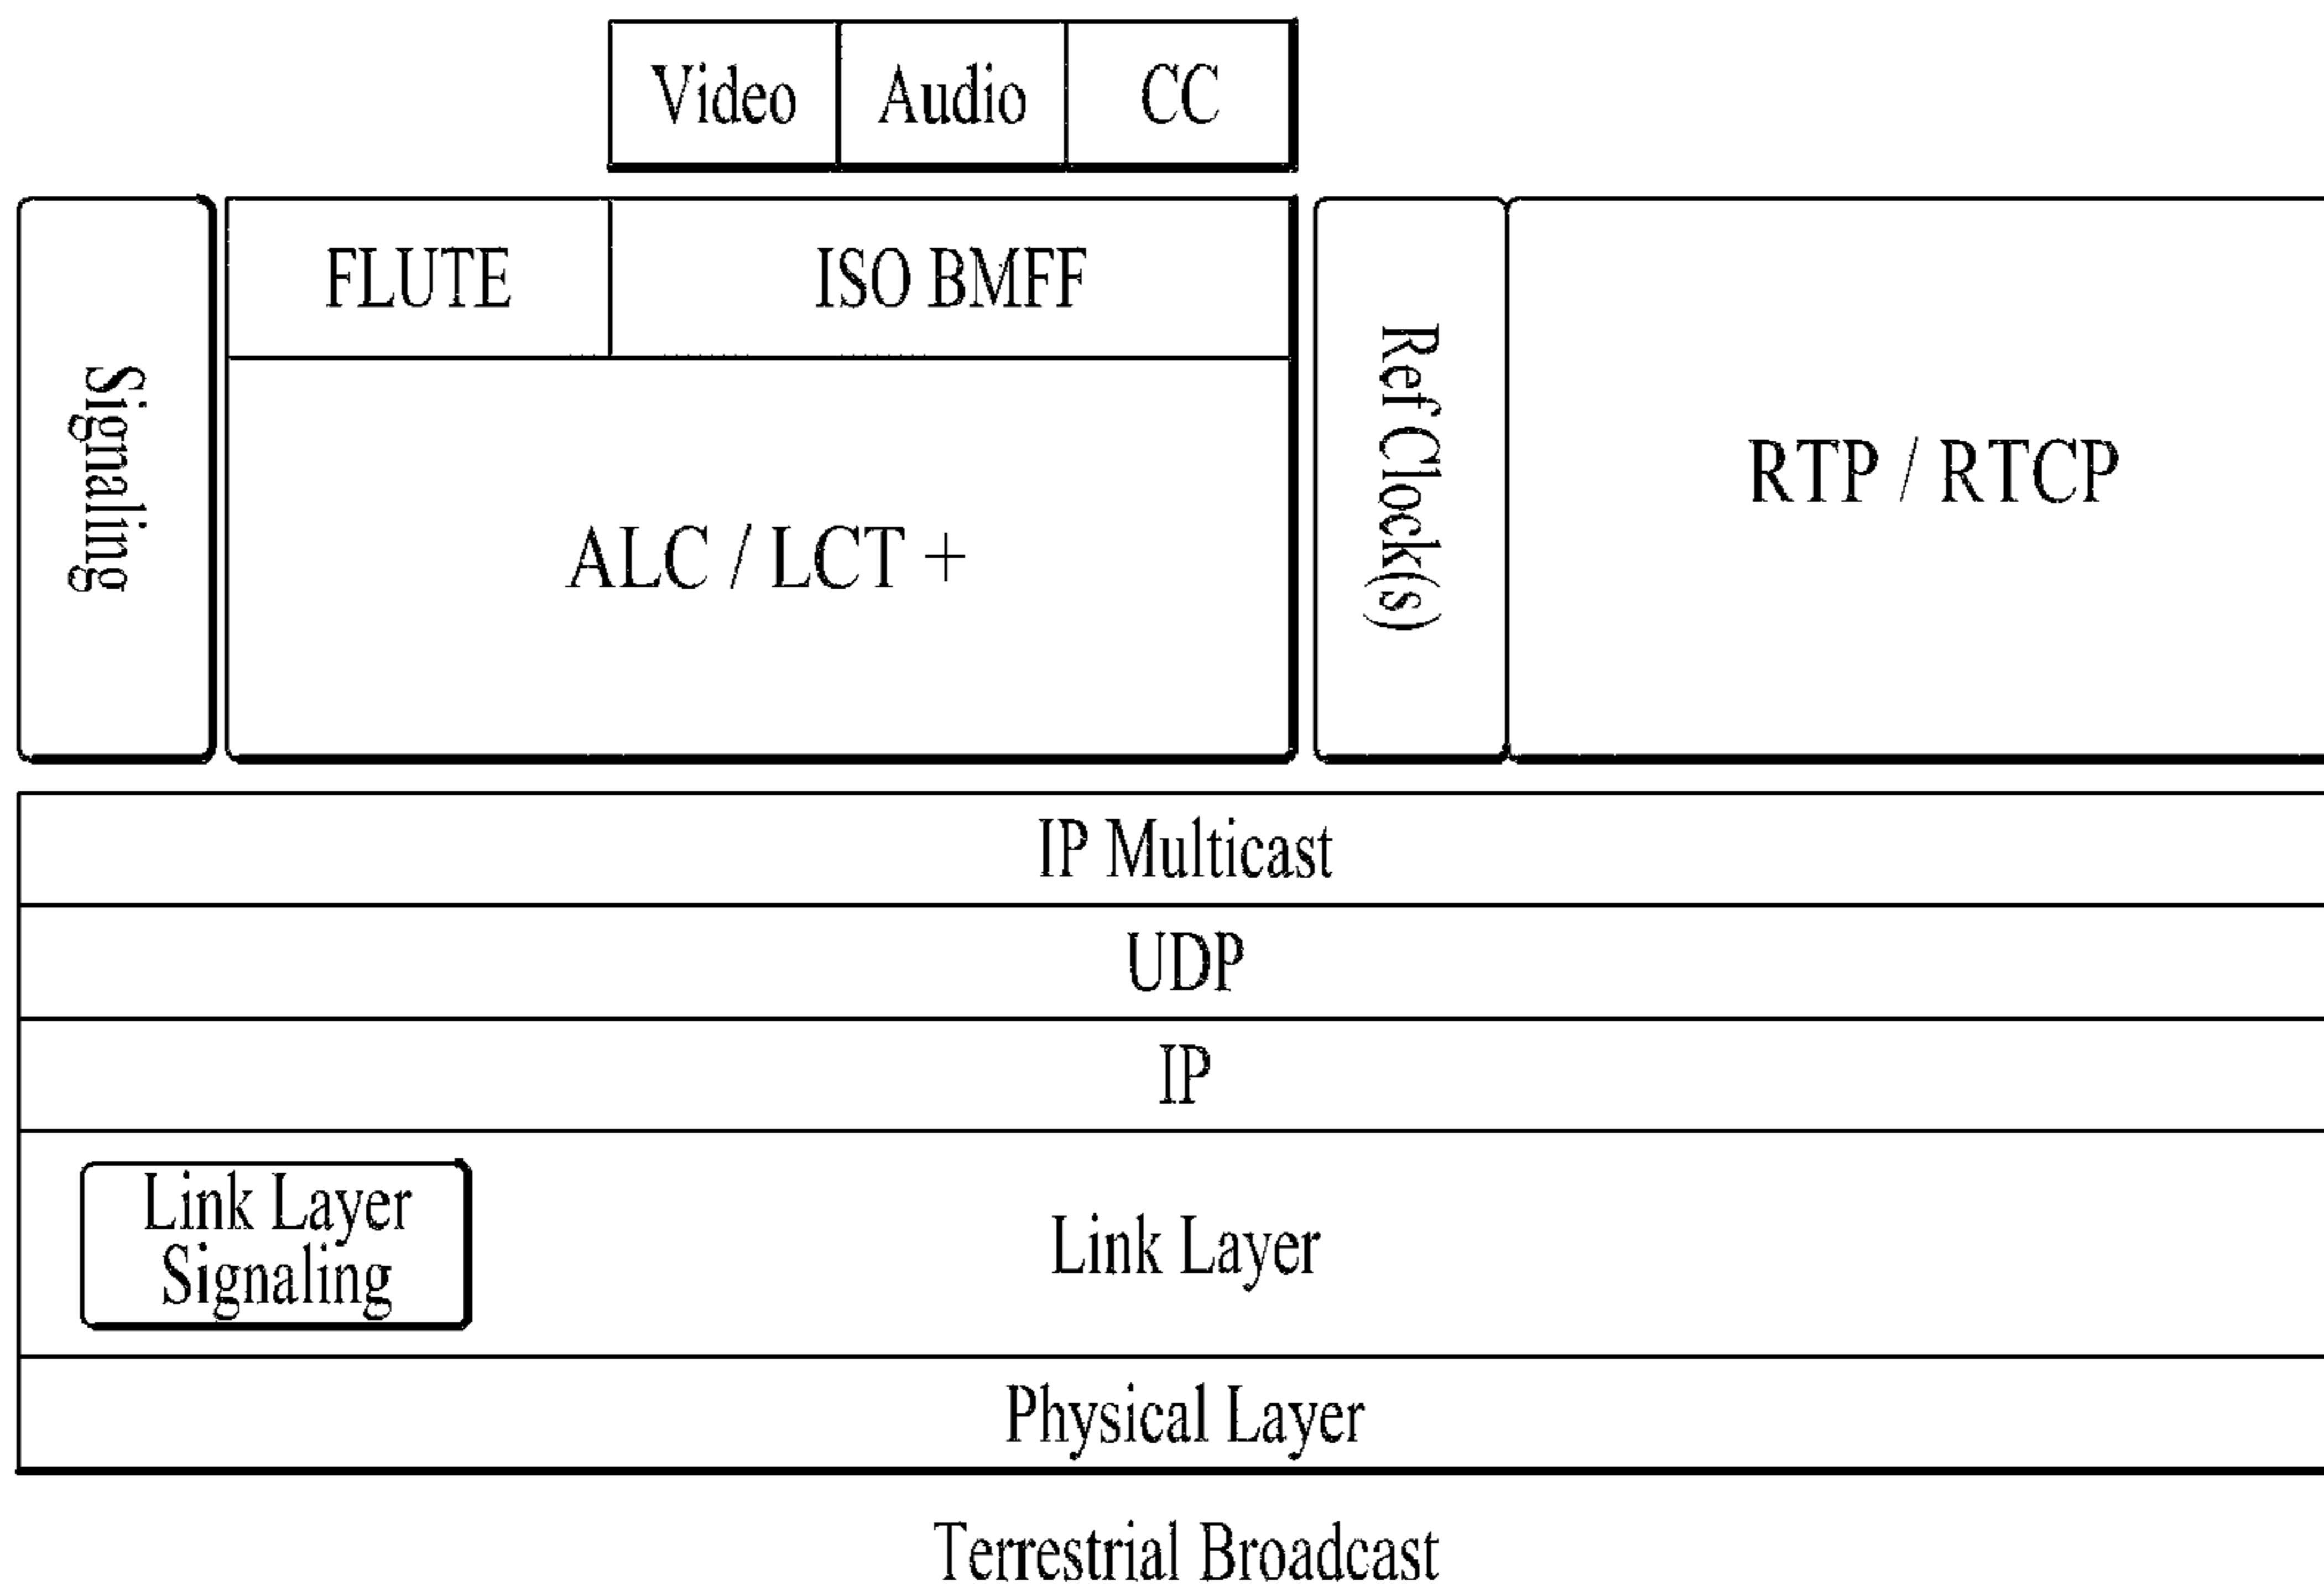 Video
Audio
CC
Signaling
FLUTE
ISO BMFF
ALC / LCT +
Ref Clock(s)
RTP / RTCP
IP Multicast
UDP
IP
Link Layer
Signaling
Link Layer
Physical Layer
Terrestrial Broadcast